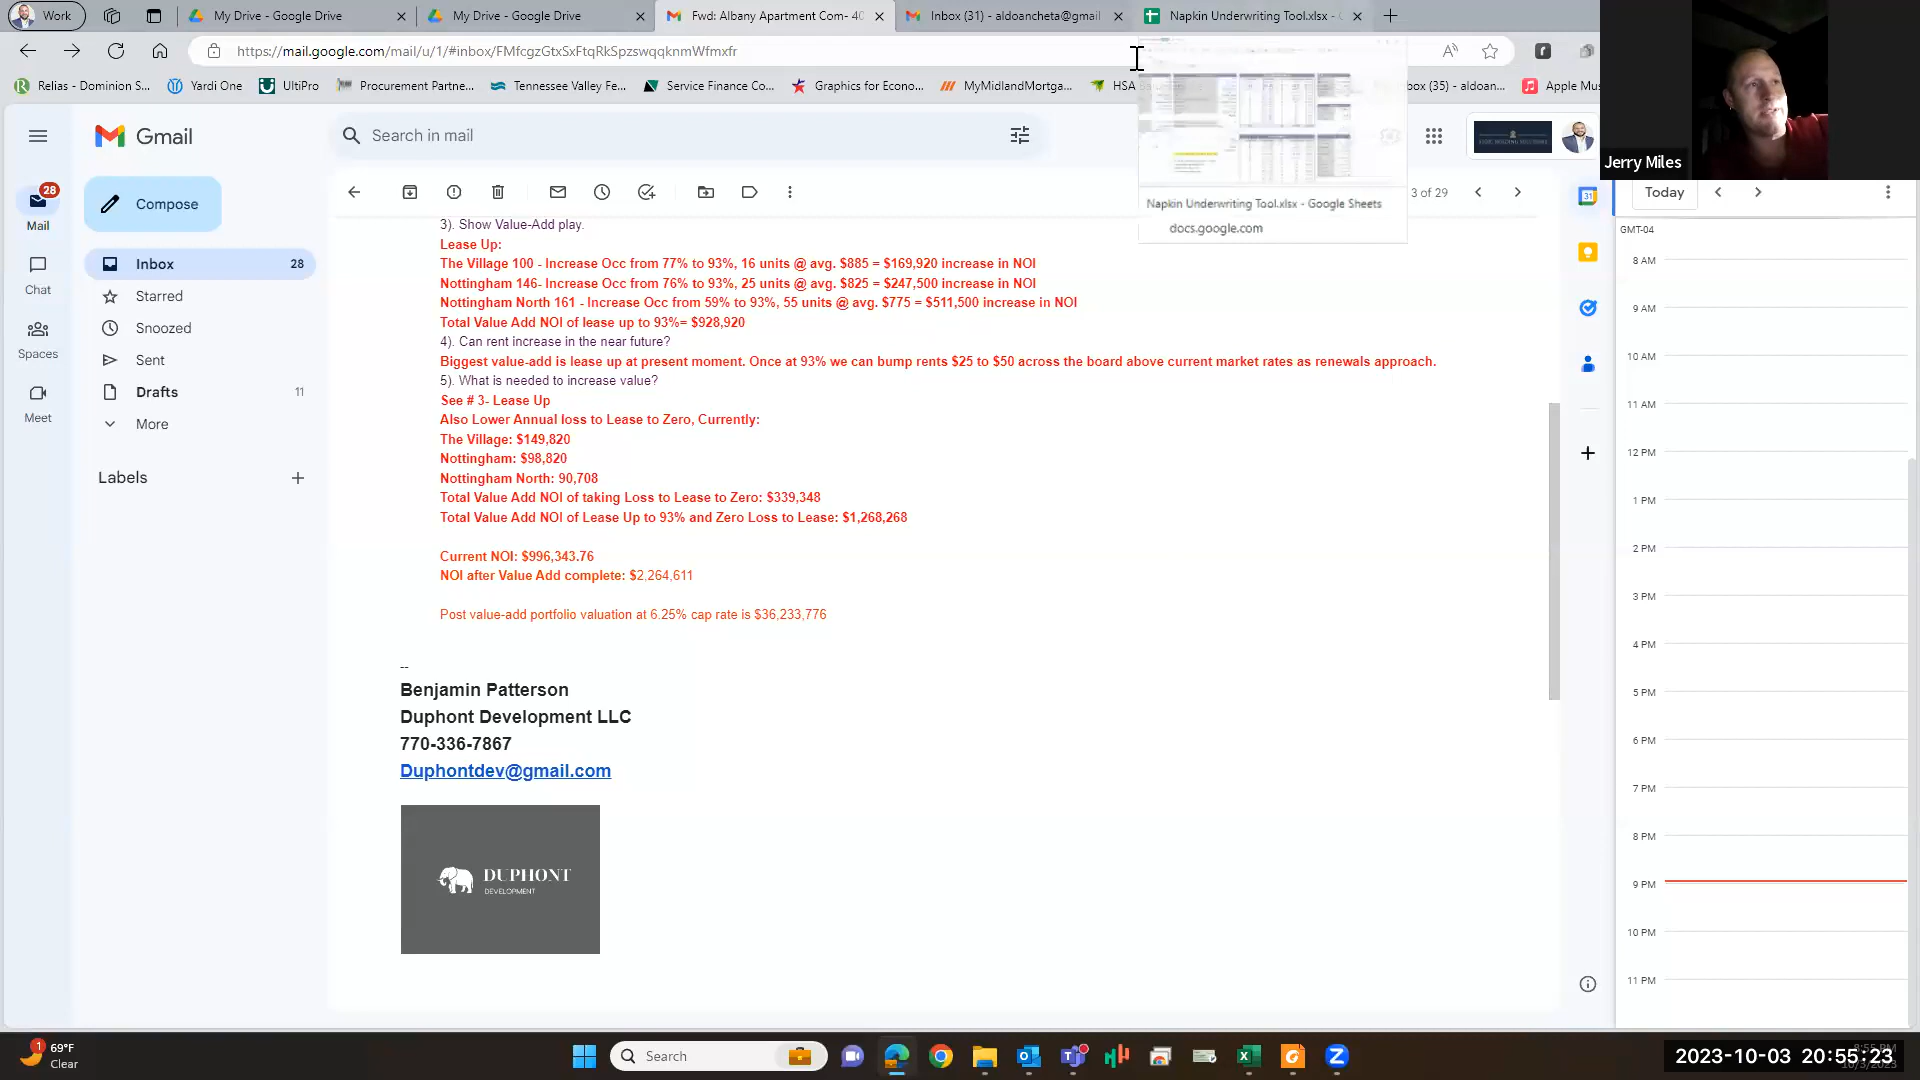 Work
My Drive - Google Drive
My Drive - Google Drive
Fwd: Albany Apartment Com- 40
Inbox (31) - aldoancheta@gmail
Napkin Underwriting Tool.xlsx -
https://mail.google.com/mail/u/1/#inbox/FMfcgzGtxSxFtqRkSpzswqqknmWfmxfr
Relias - Dominion S...
Yardi One
UltiPro
Procurement Partne...
Tennessee Valley Fe...
Service Finance Co...
Graphics for Econo...
MyMidlandMortga...
HSA
box (35) - aldoan...
Apple Mus
Gmail
Search in mail
Jerry Miles
28
Mail
Compose
3 of 29
Napkin Underwriting Tool.xlsx - Google Sheets
docs.google.com
31
Today
GMT-04
Chat
Spaces
Meet
Inbox 28
Starred
Snoozed
Sent
Drafts 11
More
Labels
3). Show Value-Add play.
Lease Up:
The Village 100 - Increase Occ from 77% to 93%, 16 units @ avg. $885 = $169,920 increase in NOI
Nottingham 146- Increase Occ from 76% to 93%, 25 units @ avg. $825 = $247,500 increase in NOI
Nottingham North 161 - Increase Occ from 59% to 93%, 55 units @ avg. $775 = $511,500 increase in NOI
Total Value Add NOI of lease up to 93%= $928,920
4). Can rent increase in the near future?
Biggest value-add is lease up at present moment. Once at 93% we can bump rents $25 to $50 across the board above current market rates as renewals approach.
5). What is needed to increase value?
See # 3- Lease Up
Also Lower Annual loss to Lease to Zero, Currently:
The Village: $149,820
Nottingham: $98,820
Nottingham North: 90,708
Total Value Add NOI of taking Loss to Lease to Zero: $339,348
Total Value Add NOI of Lease Up to 93% and Zero Loss to Lease: $1,268,268
Current NOI: $996,343.76
NOI after Value Add complete: $2,264,611
Post value-add portfolio valuation at 6.25% cap rate is $36,233,776
--
Benjamin Patterson
Duphont Development LLC
770-336-7867
Duphontdev@gmail.com
DUPHONT
DEVELOPMENT
8 AM
9 AM
10 AM
11 AM
12 PM
1 PM
2 PM
3 PM
4 PM
5 PM
6 PM
7 PM
8 PM
9 PM
10 PM
11 PM
1
69°F
Clear
Search
2023-10-03 20:55:23